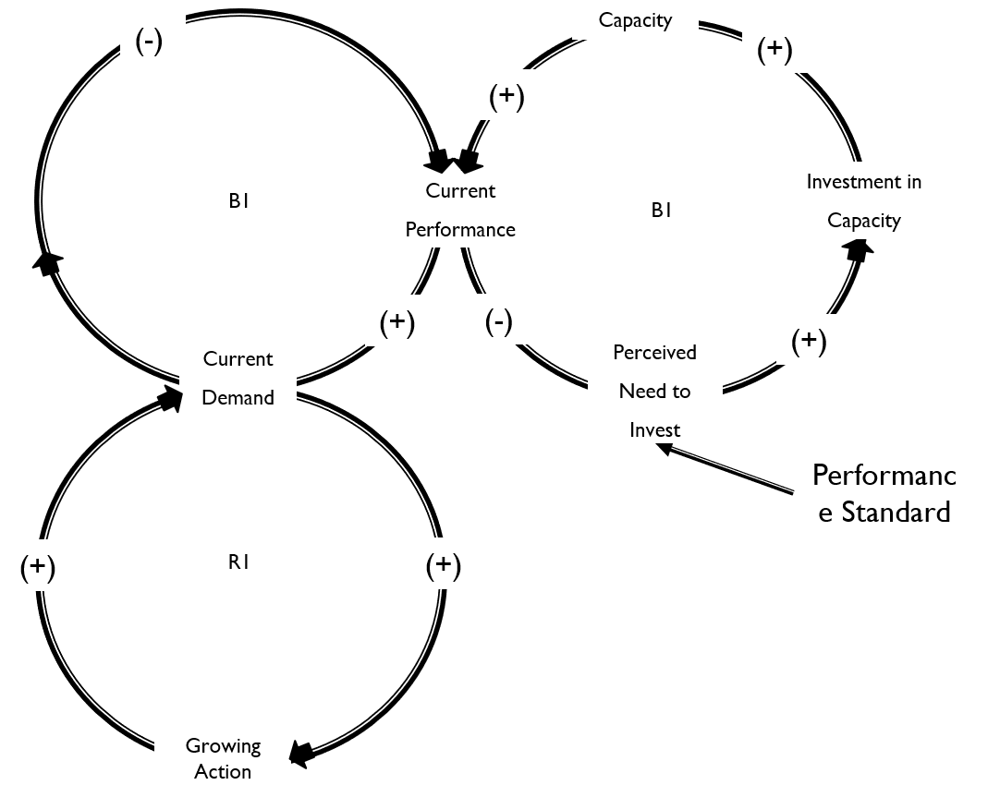 Capacity
(-)
(+)
(+)
Investment in
Capacity
Current
Performance
B1
B1
(+)
(-)
(+)
Perceived
Need to
Invest
Current
Demand
Performanc
e Standard
(+)
R1
(+)
Growing
Action